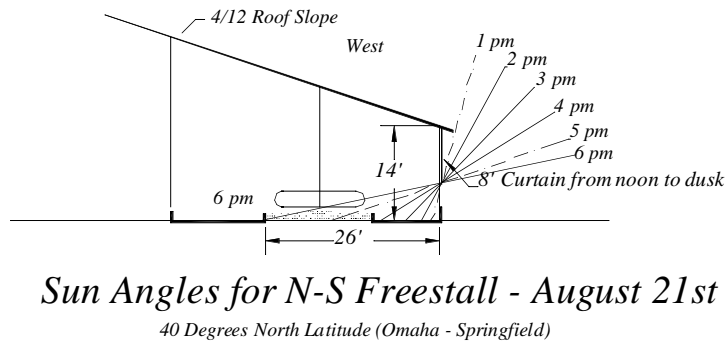 4/12 Roof Slope
West
1 pm
2 pm
3 pm
4 pm
5 pm
6 pm
14'
8' Curtain from noon to dusk
6 pm
26'
Sun Angles for N-S Freestall - August 21st
40 Degrees North Latitude (Omaha - Springfield)